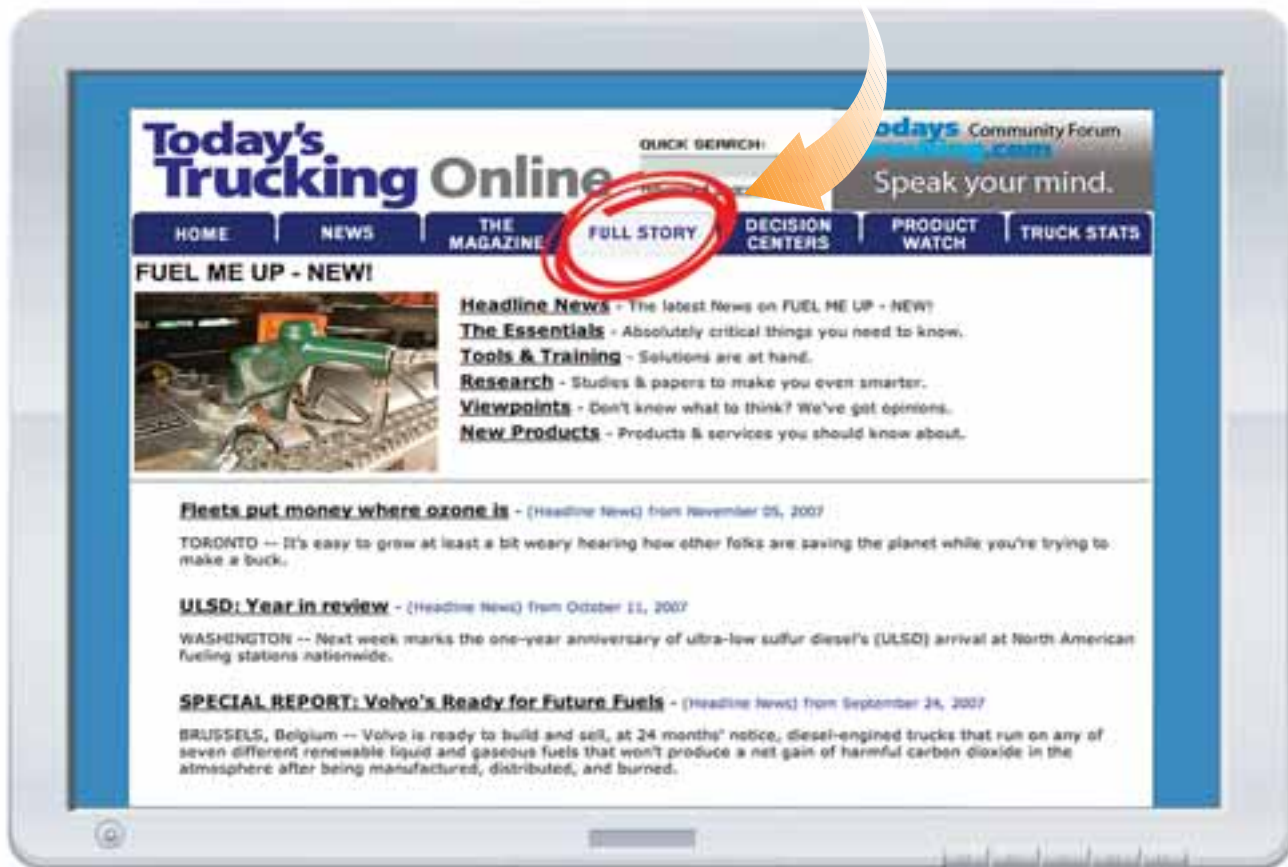 Today's
Trucking Online
QUICK SEARCH:
Todays Community Forum
.com
Speak your mind.
HOME
NEWS
THE
MAGAZINE
FULL STORY
DECISION
CENTERS
PRODUCT
WATCH
TRUCK STATS
FUEL ME UP - NEW!
Headline News - The latest News on FUEL ME UP - NEW!
The Essentials - Absolutely critical things you need to know.
Tools & Training - Solutions are at hand.
Research - Studies & papers to make you even smarter.
Viewpoints - Don't know what to think? We've got opinions.
New Products - Products & services you should know about.
Fleets put money where ozone is - (Headline News) from November 05, 2007
TORONTO -- It's easy to grow at least a bit weary hearing how other folks are saving the planet while you're trying to
make a buck.
ULSD: Year in review - (Headline News) from October 11, 2007
WASHINGTON -- Next week marks the one-year anniversary of ultra-low sulfur diesel's (ULSD) arrival at North American
fueling stations nationwide.
SPECIAL REPORT: Volvo's Ready for Future Fuels - (Headline News) from September 24, 2007
BRUSSELS, Belgium -- Volvo is ready to build and sell, at 24 months' notice, diesel-engined trucks that run on any of
seven different renewable liquid and gaseous fuels that won't produce a net gain of harmful carbon dioxide in the
atmosphere after being manufactured, distributed, and burned.